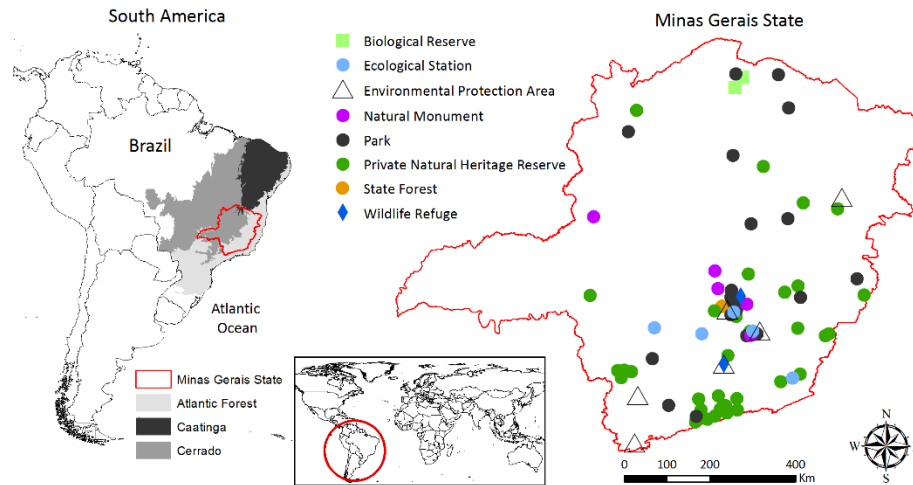 South America
Brazil
Atlantic
Ocean
Minas Gerais State
Atlantic Forest
Caatinga
Cerrado
Biological Reserve
Ecological Station
Environmental Protection Area
Natural Monument
Park
Private Natural Heritage Reserve
State Forest
Wildlife Refuge
Minas Gerais State
N
W
E
S
0 100 200 400
Km